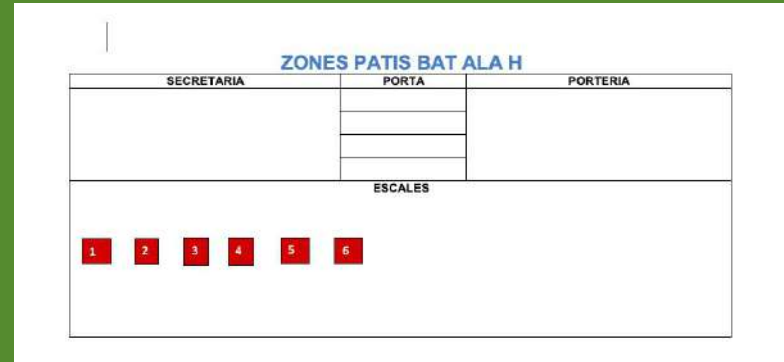 ZONES PATIS BAT ALA H
SECRETARIA PORTA PORTERIA
ESCALES
1 2 3 4 5 6